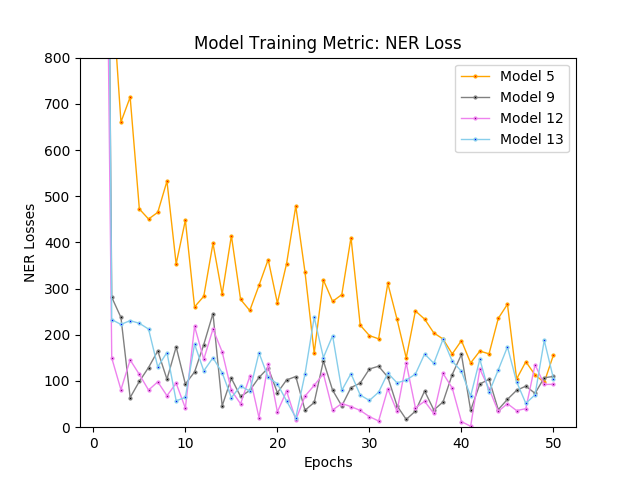 Model Training Metric: NER Loss
800
700
600
500
400
300
200
100
0
NER Losses
0 10 20 30 40 50
Epochs
Model 5
Model 9
Model 12
Model 13